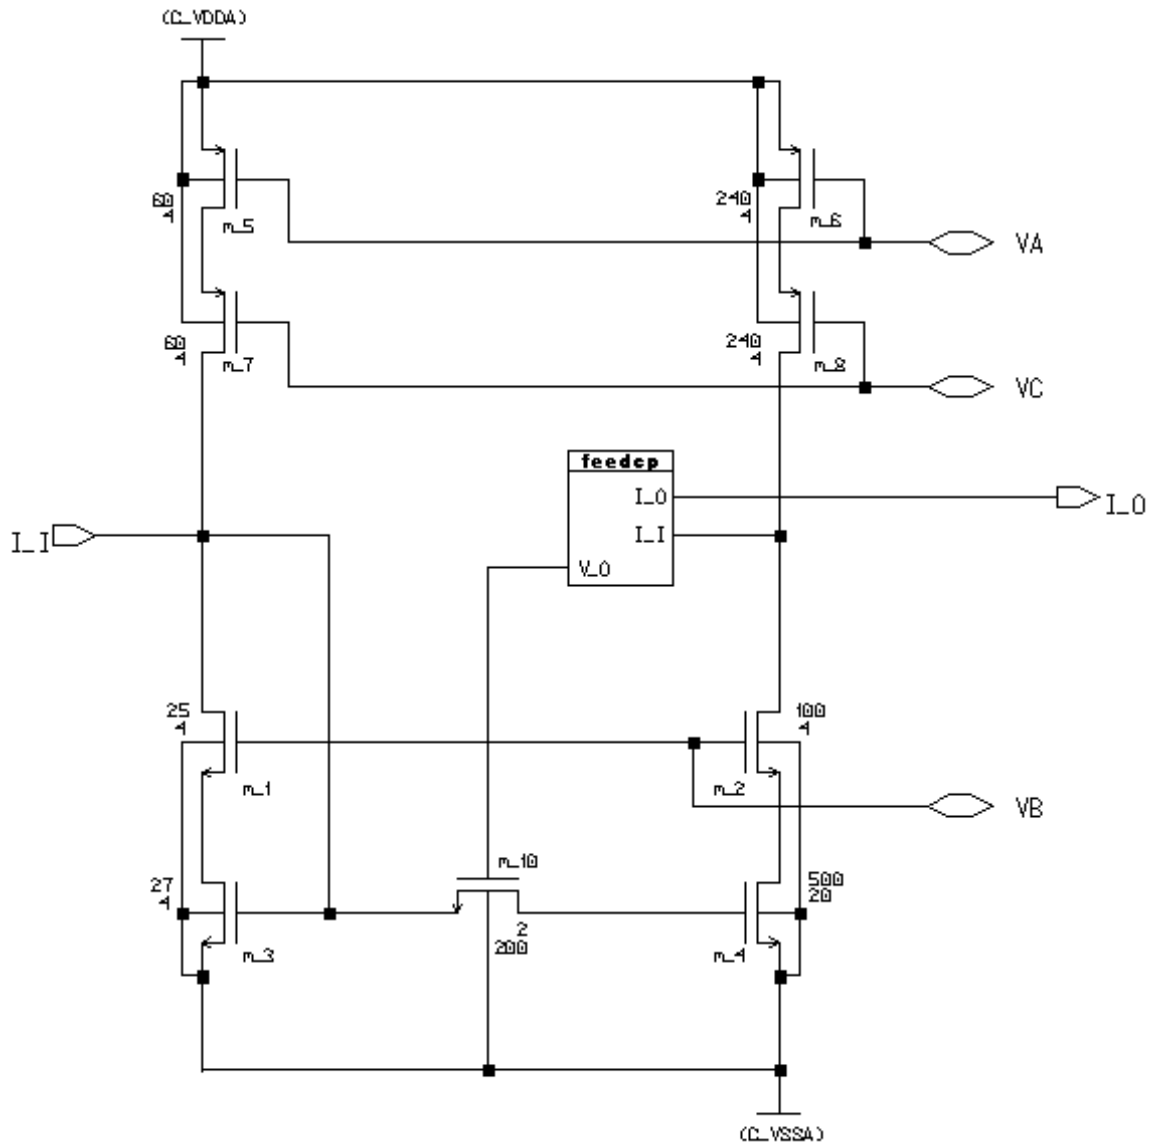 (C_VDDA)
60
4
m_5
240
4
m_6
VA
60
4
m_7
240
4
m_8
VC
feedcp
I_O
I_I
V_O
I_I
I_O
25
4
m_1
100
4
m_2
VB
27
4
m_3
m_10
2
200
500
20
m_4
(C_VSSA)